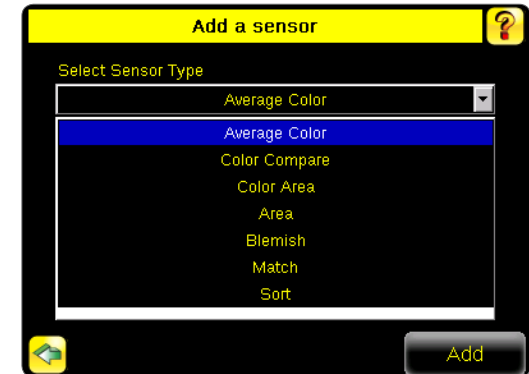 Add a sensor
?
Select Sensor Type
Average Color
Average Color
Color Compare
Color Area
Area
Blemish
Match
Sort
Add